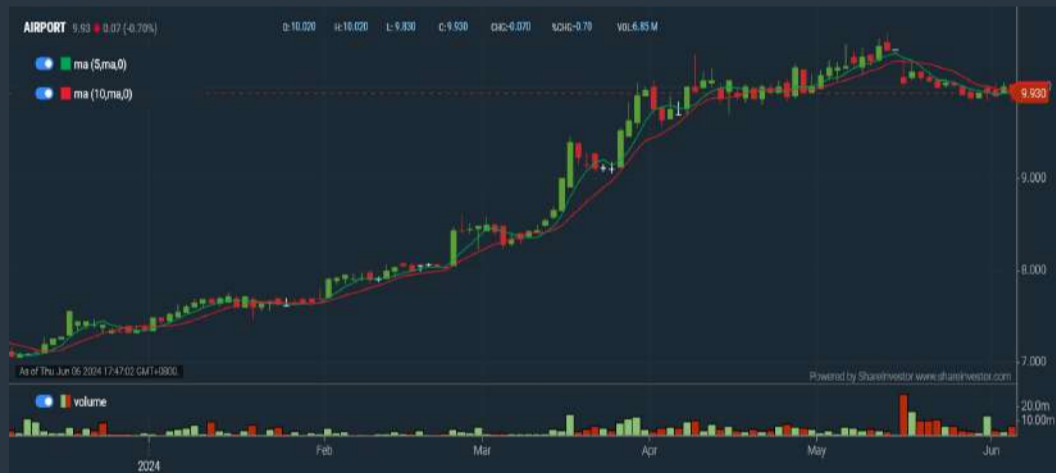 AIRPORT 9.93 0.07 (-0.70%) O:10.020 H:10.020 L:9.830 C:9.930 CHG:-0.070 %CHG:-0.70 VOL:6.85 M
ma (5,ma,0)
ma (10,ma,0)
9.930
9.000
8.000
7.000
As of Thu Jun 06 2024 17:47:02 GMT+0800.
Powered by ShareInvestor www.shareinvestor.com
volume
20.0m
10.00m
Feb Mar Apr May Jun
2024